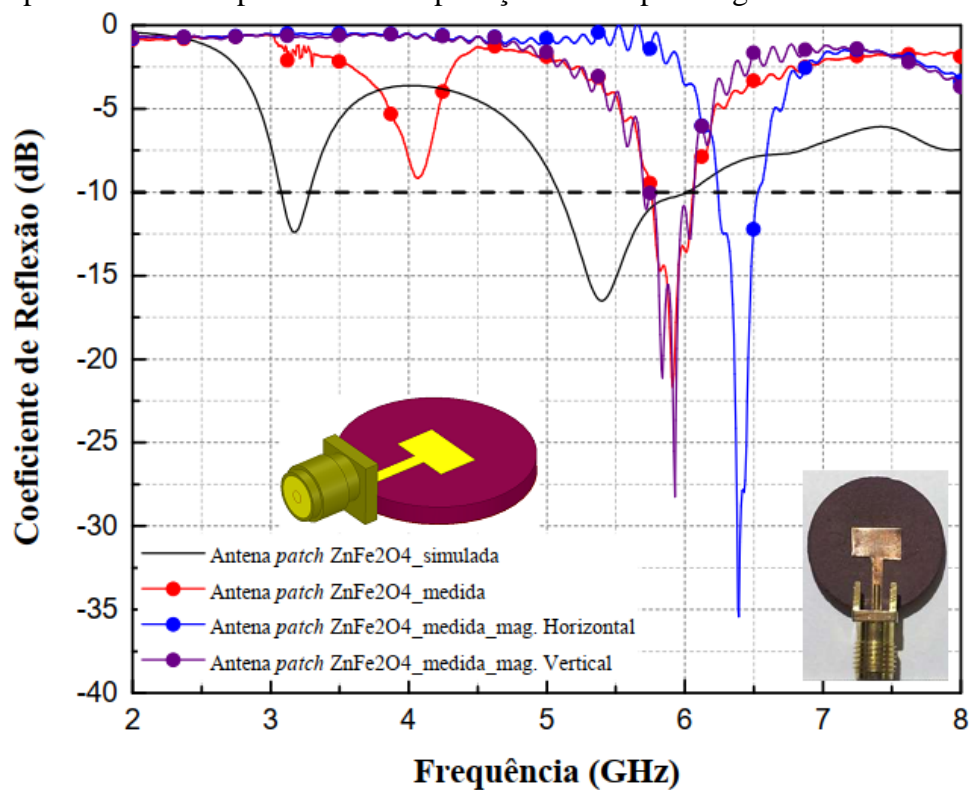 0
-5
-10
-15
-20
-25
-30
-35
-40
Coeficiente de Reflexão (dB)
Antena patch ZnFe2O4_simulada
Antena patch ZnFe2O4_medida
Antena patch ZnFe2O4_medida_mag. Horizontal
Antena patch ZnFe2O4_medida_mag. Vertical
2 3 4 5 6 7 8
Frequência (GHz)